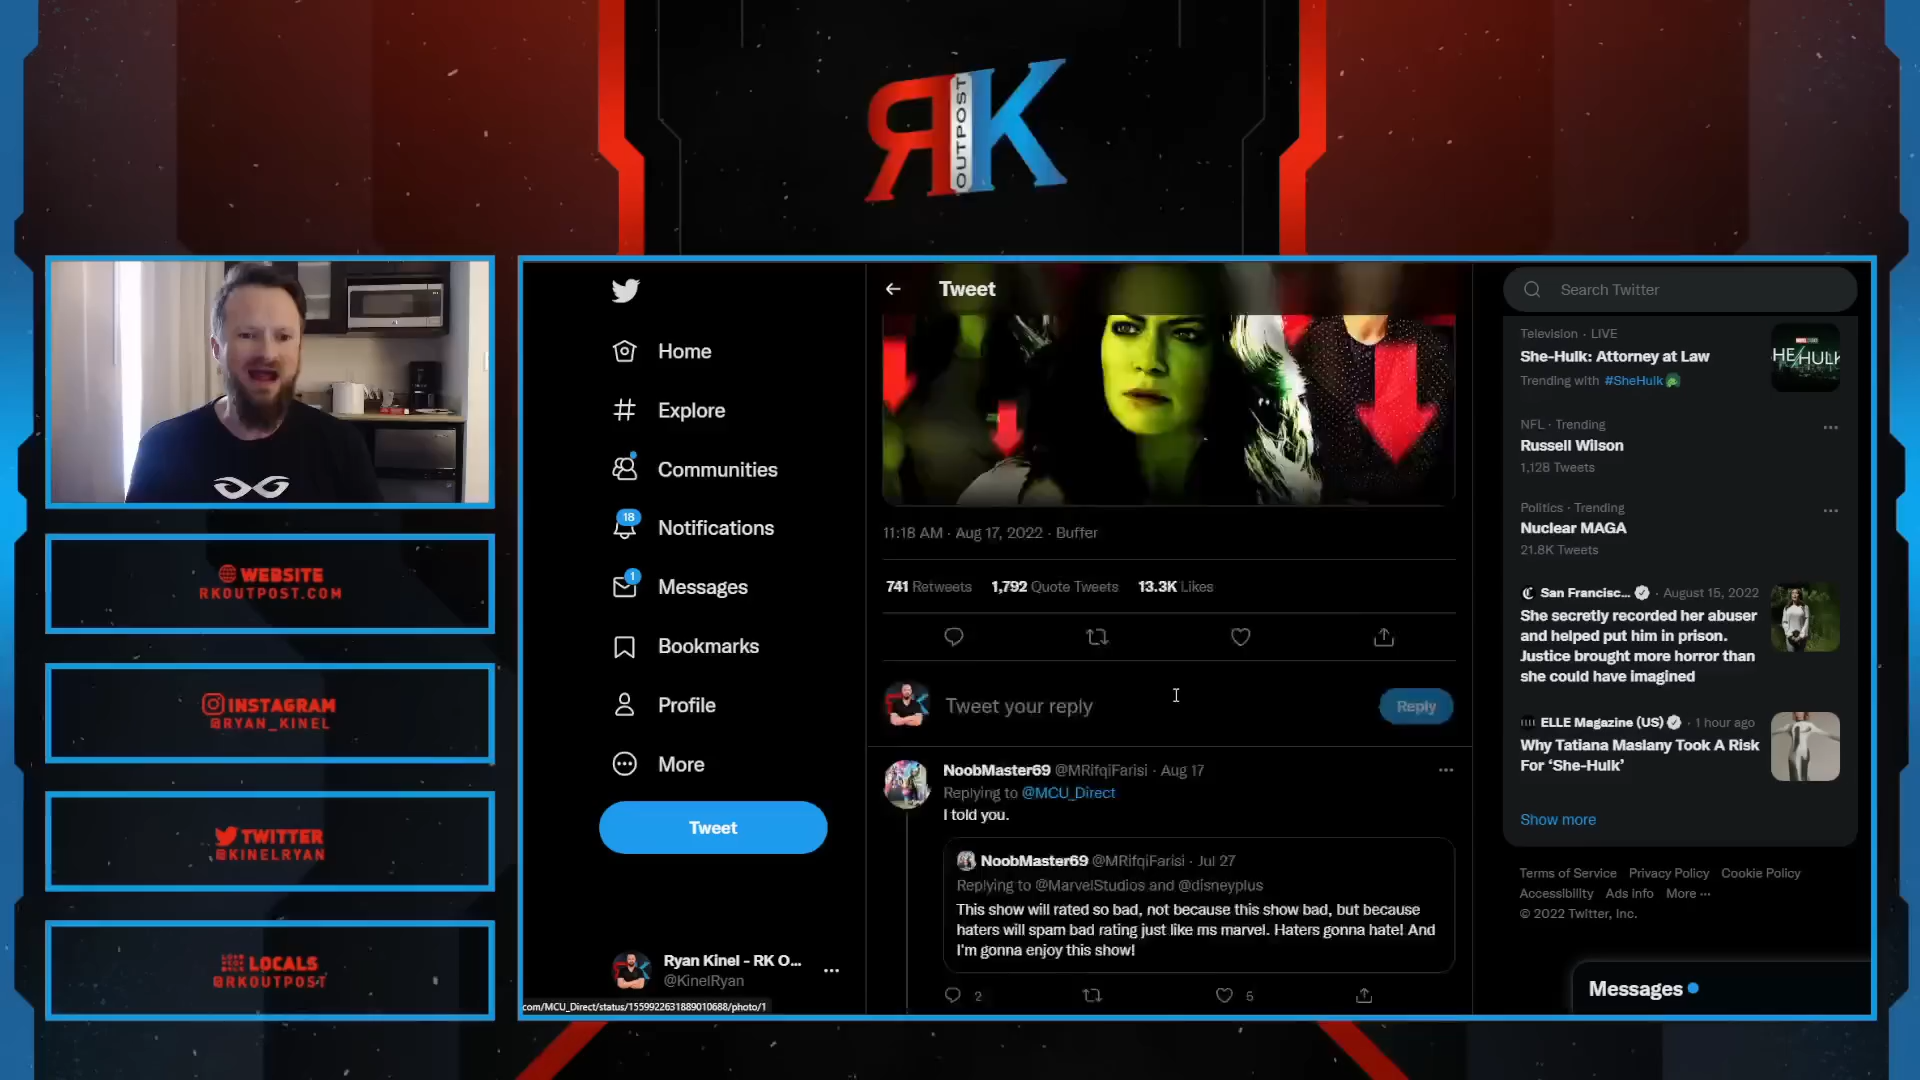 RK
OUTPOST
WEBSITE
RKOUTPOST.COM
INSTAGRAM
@RYAN_KINEL
TWITTER
@KINELRYAN
LOCALS
@RKOUTPOST
Home
Explore
Communities
18
Notifications
1
Messages
Bookmarks
Profile
More
Tweet
Ryan Kinel - RK O...
@KinelRyan
com/MCU_Direct/status/1559922631889010688/photo/1
Tweet
11:18 AM · Aug 17, 2022 · Buffer
741 Retweets 1,792 Quote Tweets 13.3K Likes
Tweet your reply
Reply
NoobMaster69 @MRifqiFarisi · Aug 17
Replying to @MCU_Direct
I told you.
NoobMaster69 @MRifqiFarisi · Jul 27
Replying to @MarvelStudios and @disneyplus
This show will rated so bad, not because this show bad, but because
haters will spam bad rating just like ms marvel. Haters gonna hate! And
I'm gonna enjoy this show!
2 5
Search Twitter
Television · LIVE
She-Hulk: Attorney at Law
Trending with #SheHulk
HE HULK
NFL · Trending
Russell Wilson
1,128 Tweets
Politics · Trending
Nuclear MAGA
21.8K Tweets
San Francisc... · August 15, 2022
She secretly recorded her abuser
and helped put him in prison.
Justice brought more horror than
she could have imagined
ELLE Magazine (US) · 1 hour ago
Why Tatiana Maslany Took A Risk
For ‘She-Hulk’
Show more
Terms of Service Privacy Policy Cookie Policy
Accessibility Ads info More ···
© 2022 Twitter, Inc.
Messages